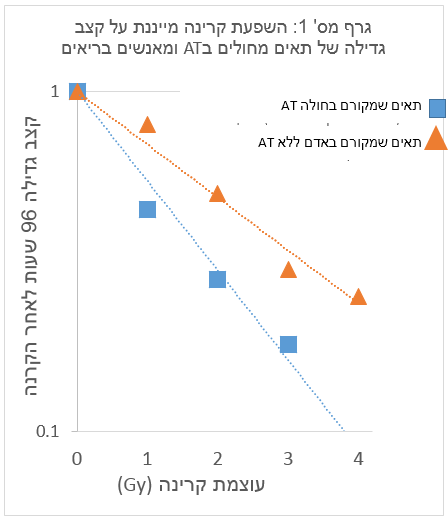 גרף מס' 1: השפעת קרינה מייננת על קצב
גדילה של תאים מחולים בAT ומאנשים בריאים
תאים שמקורם בחולה AT
תאים שמקורם באדם ללא AT
קצב גדילה 96 שעות לאחר הקרנה
1
0.1
0 1 2 3 4
עוצמת קרינה (Gy)